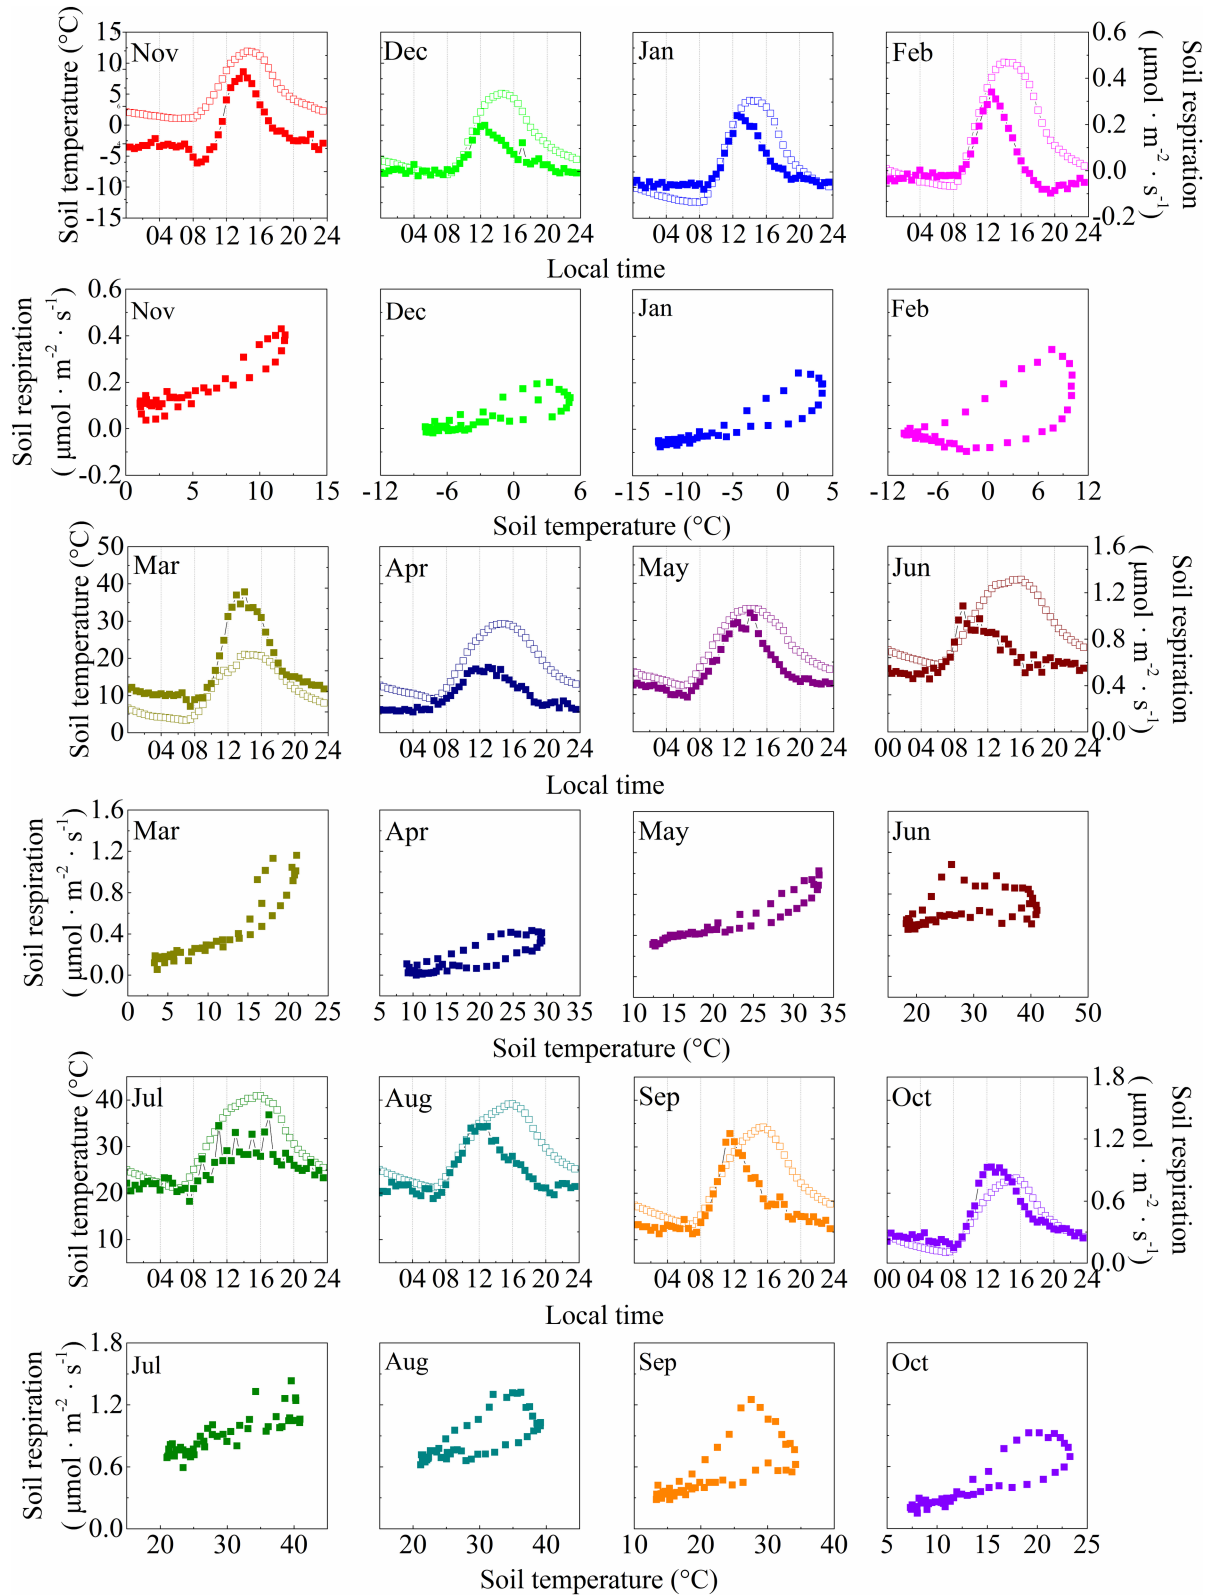 Soil temperature (°C)
15
10
5
0
-5
-10
-15
Nov
Dec
Jan
Feb
0.6
0.4
0.2
0.0
-0.2
Soil respiration
( μmol · m-2 · s-1)
04 08 12 16 20 24
04 08 12 16 20 24
04 08 12 16 20 24
04 08 12 16 20 24
Local time
Soil respiration
( μmol · m-2 · s-1)
0.6
0.4
0.2
0.0
-0.2
Nov
Dec
Jan
Feb
0 5 10 15
-12 -6 0 6
-15 -10 -5 0 5
-12 -6 0 6 12
Soil temperature (°C)
Soil temperature (°C)
50
40
30
20
10
0
Mar
Apr
May
Jun
1.6
1.2
0.8
0.4
0.0
Soil respiration
( μmol · m-2 · s-1)
04 08 12 16 20 24
04 08 12 16 20 24
04 08 12 16 20 24
00 04 08 12 16 20 24
Local time
Soil respiration
( μmol · m-2 · s-1)
1.6
1.2
0.8
0.4
0.0
Mar
Apr
May
Jun
0 5 10 15 20 25
5 10 15 20 25 30 35
10 15 20 25 30 35
20 30 40 50
Soil temperature (°C)
Soil temperature (°C)
40
30
20
10
Jul
Aug
Sep
Oct
1.8
1.2
0.6
0.0
Soil respiration
( μmol · m-2 · s-1)
04 08 12 16 20 24
04 08 12 16 20 24
04 08 12 16 20 24
00 04 08 12 16 20 24
Local time
Soil respiration
( μmol · m-2 · s-1)
1.8
1.2
0.6
0.0
Jul
Aug
Sep
Oct
20 30 40
20 30 40
10 20 30 40
5 10 15 20 25
Soil temperature (°C)